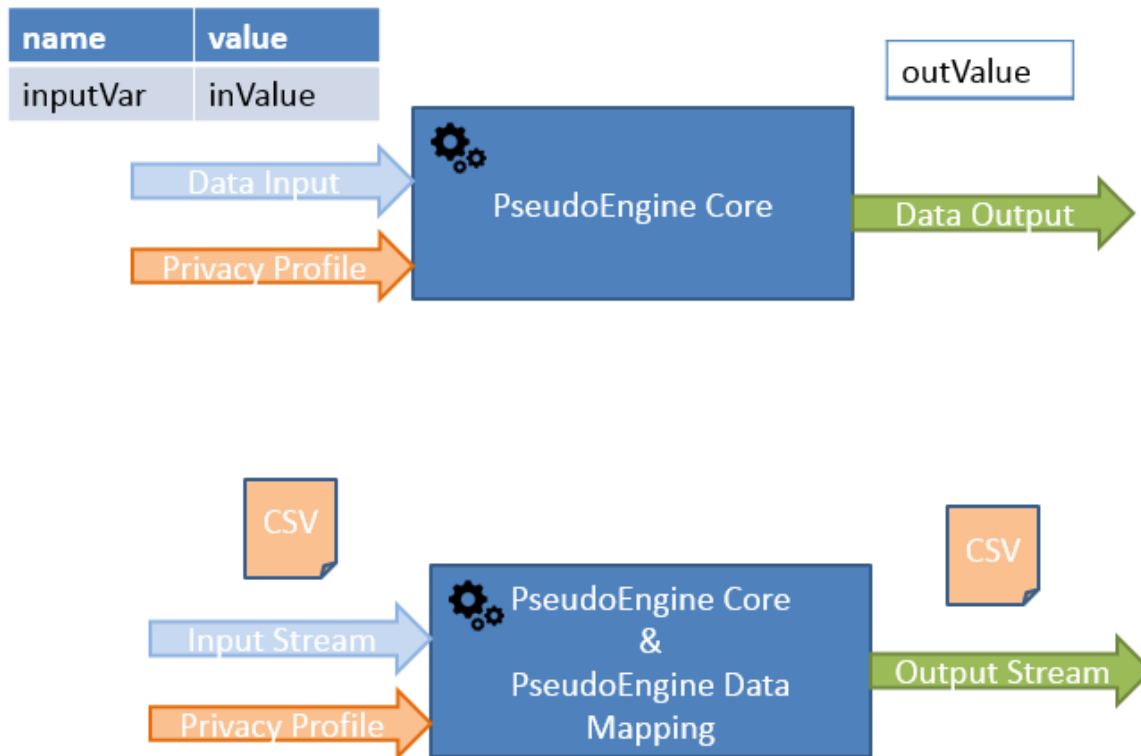 name value
inputVar inValue
outValue
Data Input
PseudoEngine Core
Data Output
Privacy Profile
CSV
CSV
PseudoEngine Core
&
PseudoEngine Data
Mapping
Input Stream
Output Stream
Privacy Profile